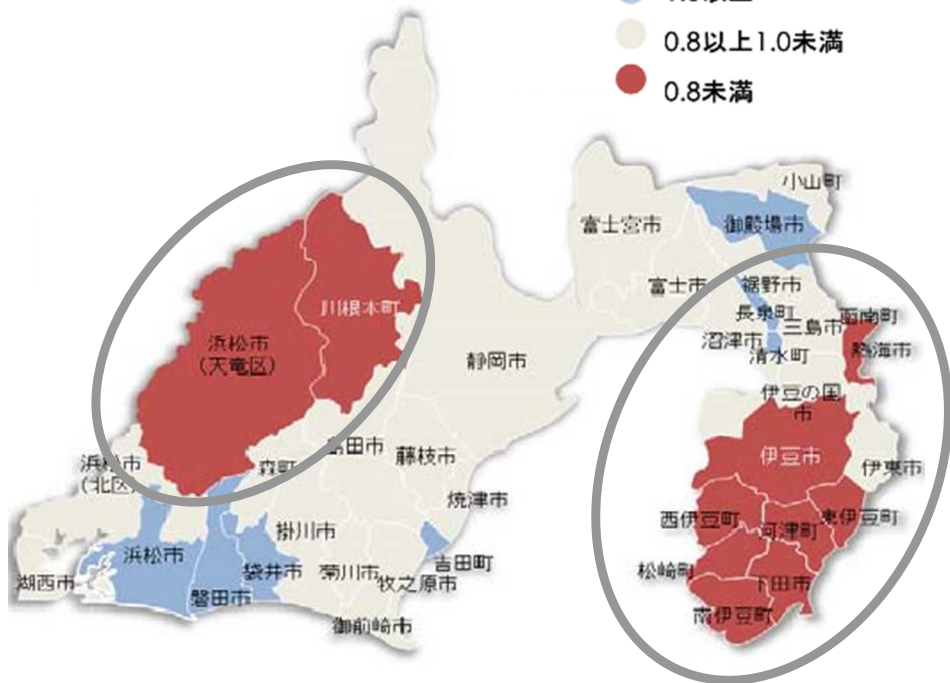 0.8以上1.0未満
0.8未満
小山町
富士宮市
御殿場市
富士市
裾野市
川根本町
長泉町
函南町
三島市
沼津市
浜松市
(天竜区)
静岡市
清水町
熱海市
伊豆の国
市
島田市
藤枝市
伊豆市
浜松市
(北区)
森町
伊東市
焼津市
西伊豆町
東伊豆町
河津町
掛川市
浜松市
吉田町
湖西市
袋井市
菊川市
牧之原市
松崎町
下田市
磐田市
南伊豆町
御前崎市